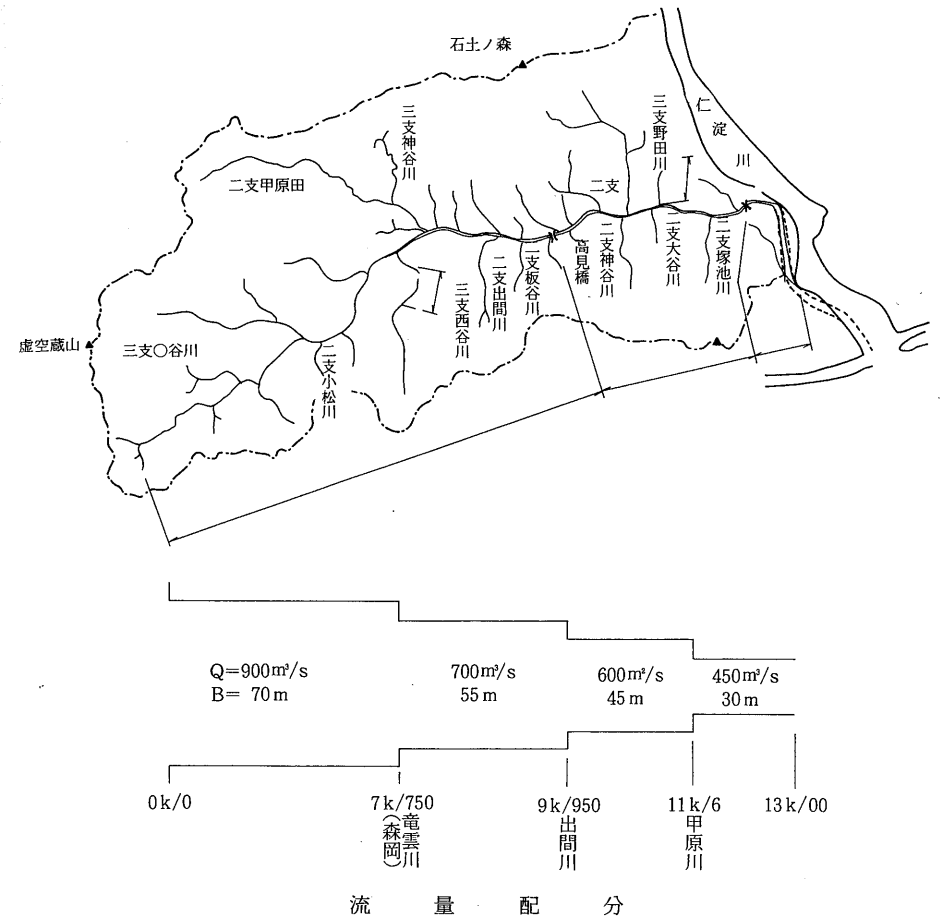 石土ノ森
仁淀川
三支神谷川
三支野田川
二支甲原田
二支
高見橋
二支神谷川
二支大谷川
二支塚池川
二支板谷川
二支出間川
三支西谷川
虚空蔵山
三支〇谷川
二支小松川
Q=900m³/s
B= 70m
700m³/s
55m
600m²/s
45m
450m³/s
30m
0k/0
7k/750
9k/950
11k/6
13k/00
竜雲川
(森岡)
出間川
甲原川
流量配分